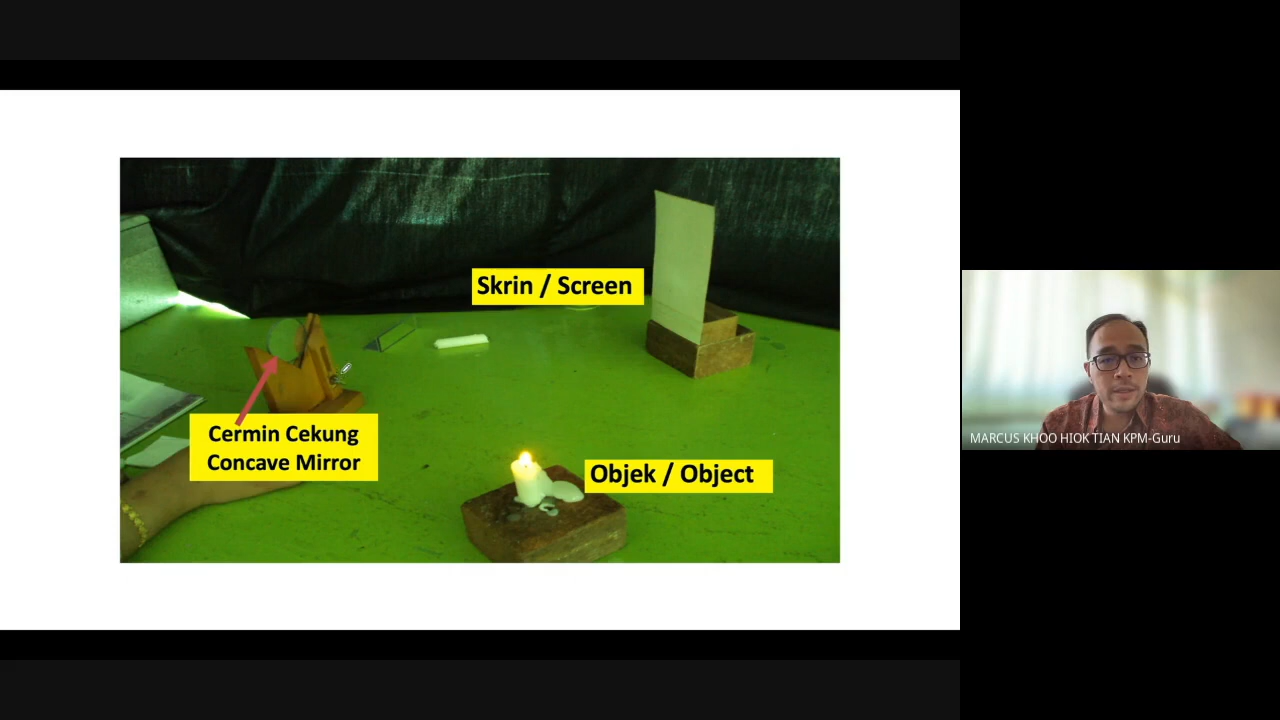 Skrin / Screen
Cermin Cekung
Concave Mirror
Objek / Object
MARCUS KHOO HIOK TIAN KPM-Guru